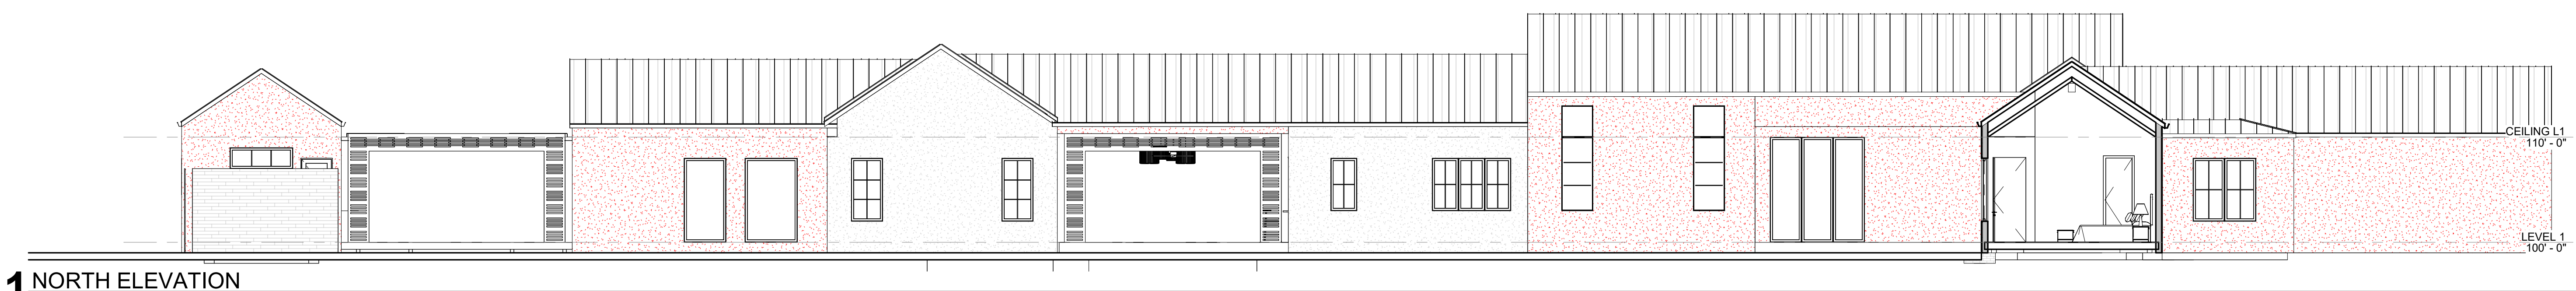 CEILING L1
110' - 0"
LEVEL 1
100' - 0"
1 NORTH ELEVATION